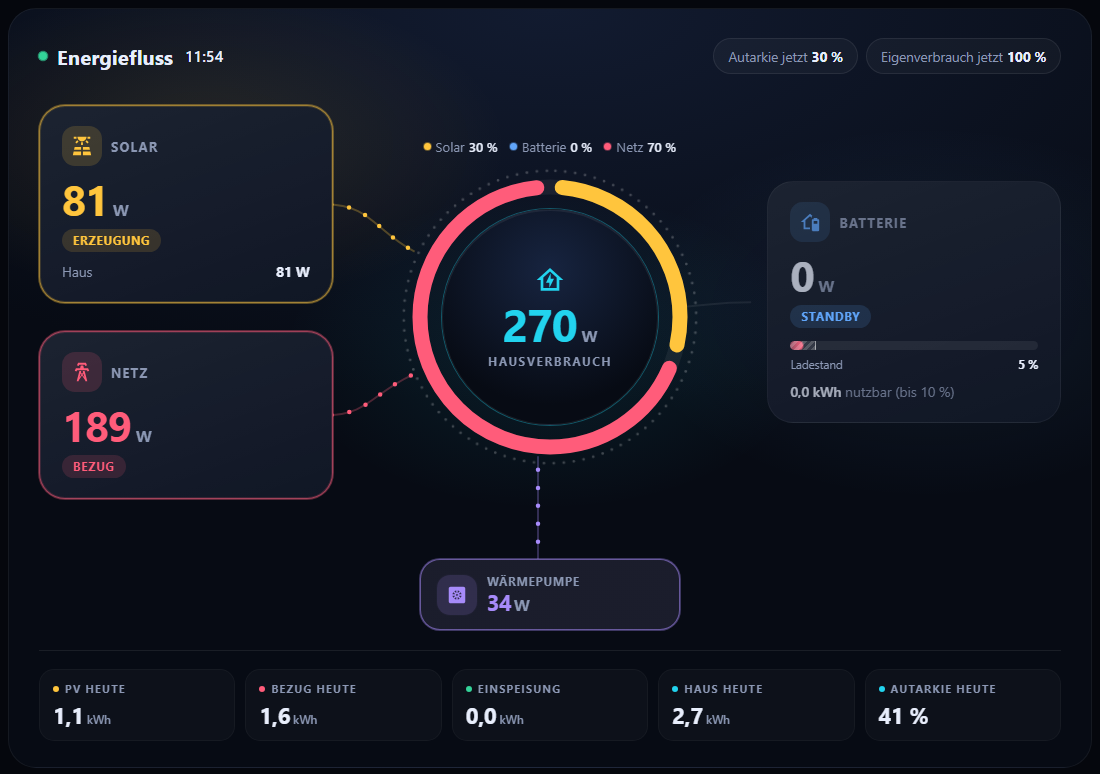 Energiefluss 11:54
Autarkie jetzt 30 %
Eigenverbrauch jetzt 100 %
SOLAR
81 W
ERZEUGUNG
Haus 81 W
NETZ
189 W
BEZUG
Solar 30 % Batterie 0 % Netz 70 %
270 W
HAUSVERBRAUCH
BATTERIE
0 W
STANDBY
Ladestand 5 %
0,0 kWh nutzbar (bis 10 %)
WÄRMEPUMPE
34 W
PV HEUTE
1,1 kWh
BEZUG HEUTE
1,6 kWh
EINSPEISUNG
0,0 kWh
HAUS HEUTE
2,7 kWh
AUTARKIE HEUTE
41 %